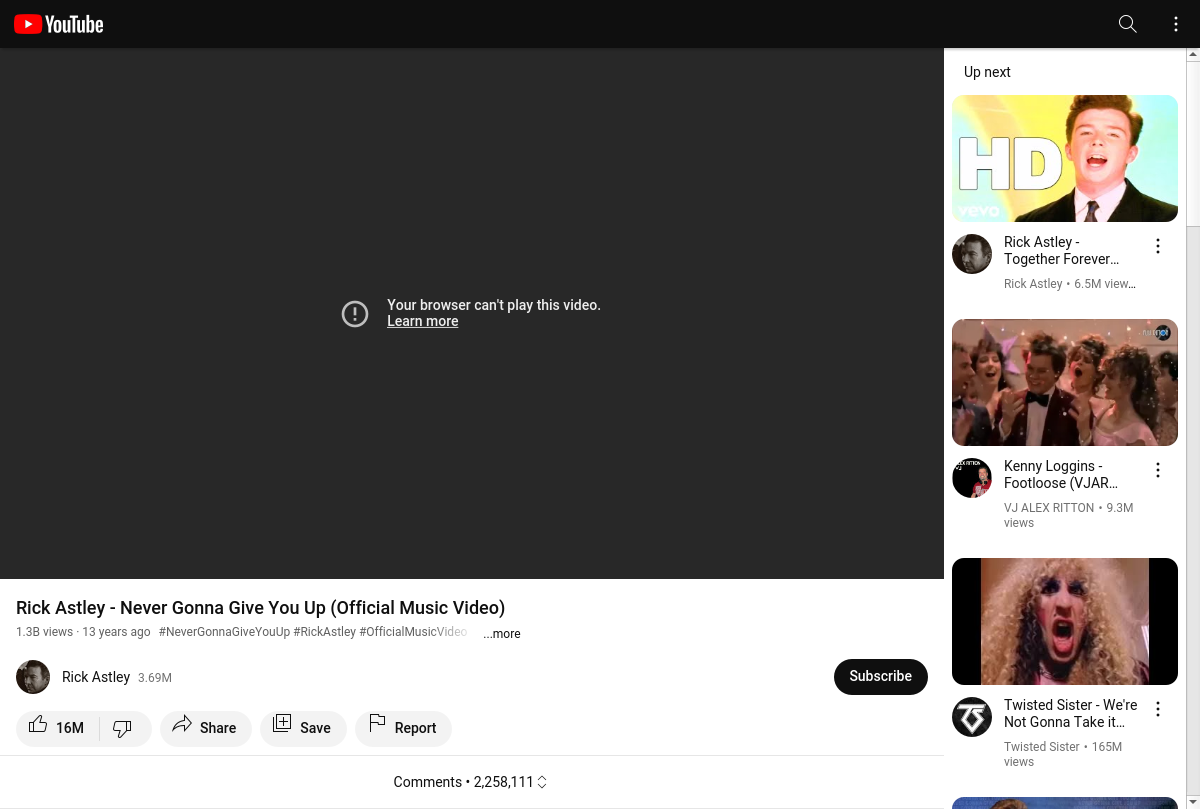 YouTube
Your browser can't play this video.
Learn more
Rick Astley - Never Gonna Give You Up (Official Music Video)
1.3B views · 13 years ago #NeverGonnaGiveYouUp #RickAstley #OfficialMusicVideo ...more
Rick Astley 3.69M
Subscribe
16M
Share
Save
Report
Comments • 2,258,111
Up next
HD
vevo
Rick Astley -
Together Forever...
Rick Astley • 6.5M view...
Kenny Loggins -
Footloose (VJAR...
VJ ALEX RITTON • 9.3M
views
Twisted Sister - We're
Not Gonna Take it...
Twisted Sister • 165M
views